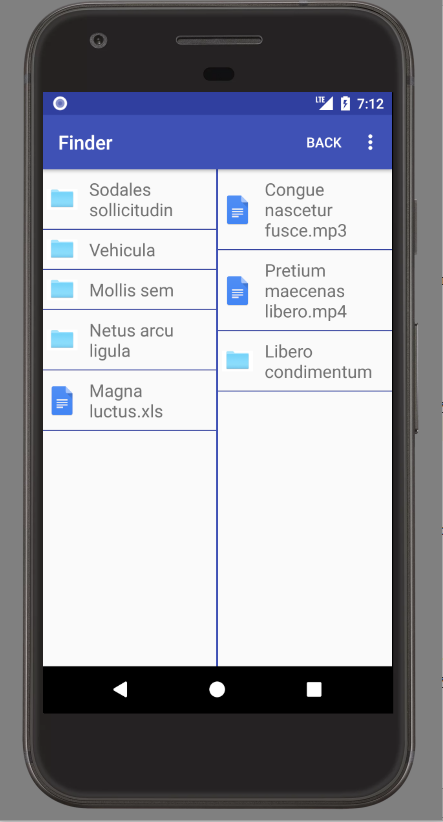 LTE 7:12
Finder BACK
Sodales
sollicitudin
Vehicula
Mollis sem
Netus arcu
ligula
Magna
luctus.xls
Congue
nascetur
fusce.mp3
Pretium
maecenas
libero.mp4
Libero
condimentum